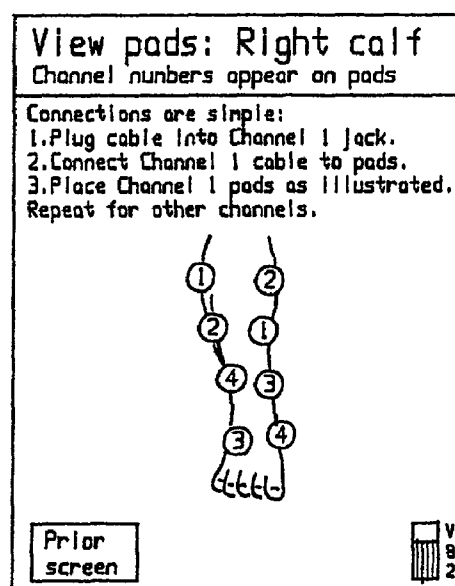 View pads: Right calf
Channel numbers appear on pads
Connections are simple:
1.Plug cable into Channel 1 jack.
2.Connect Channel 1 cable to pads.
3.Place Channel 1 pads as illustrated.
Repeat for other channels.
1 2
2 1
4 3
3 4
Prior
screen
V
2